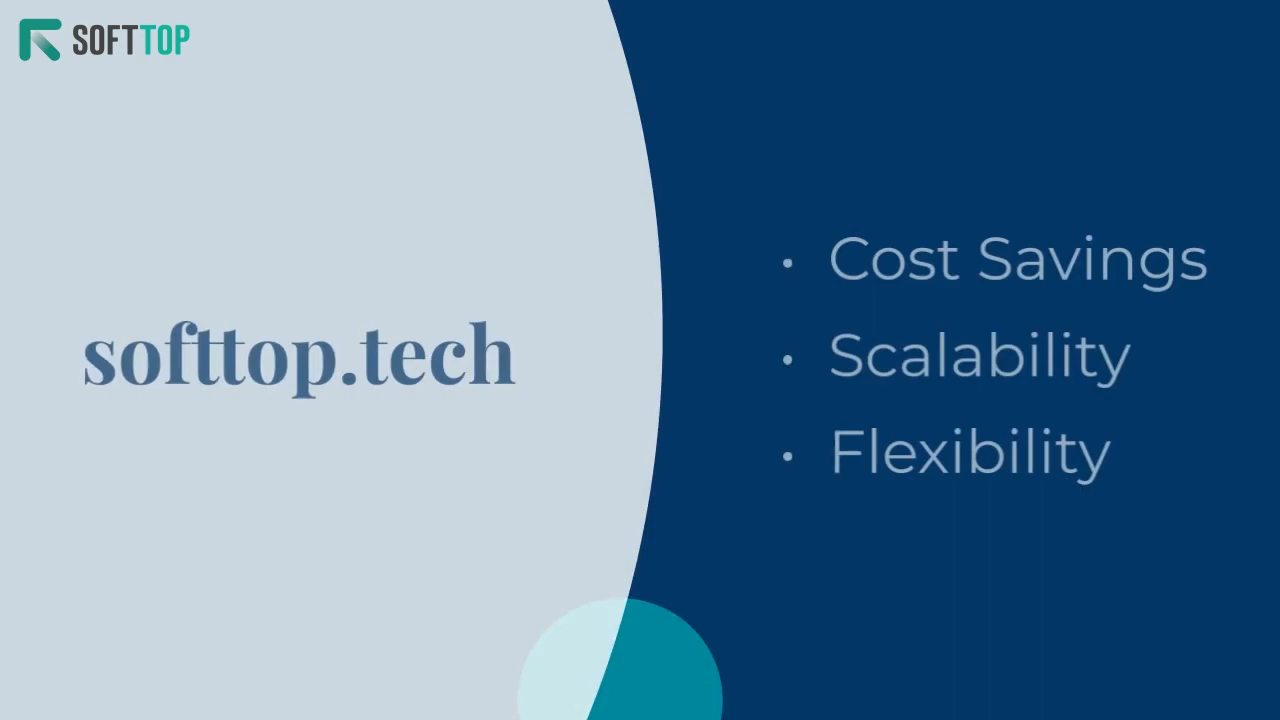 SOFTTOP
softtop.tech
• Cost Savings
• Scalability
• Flexibility